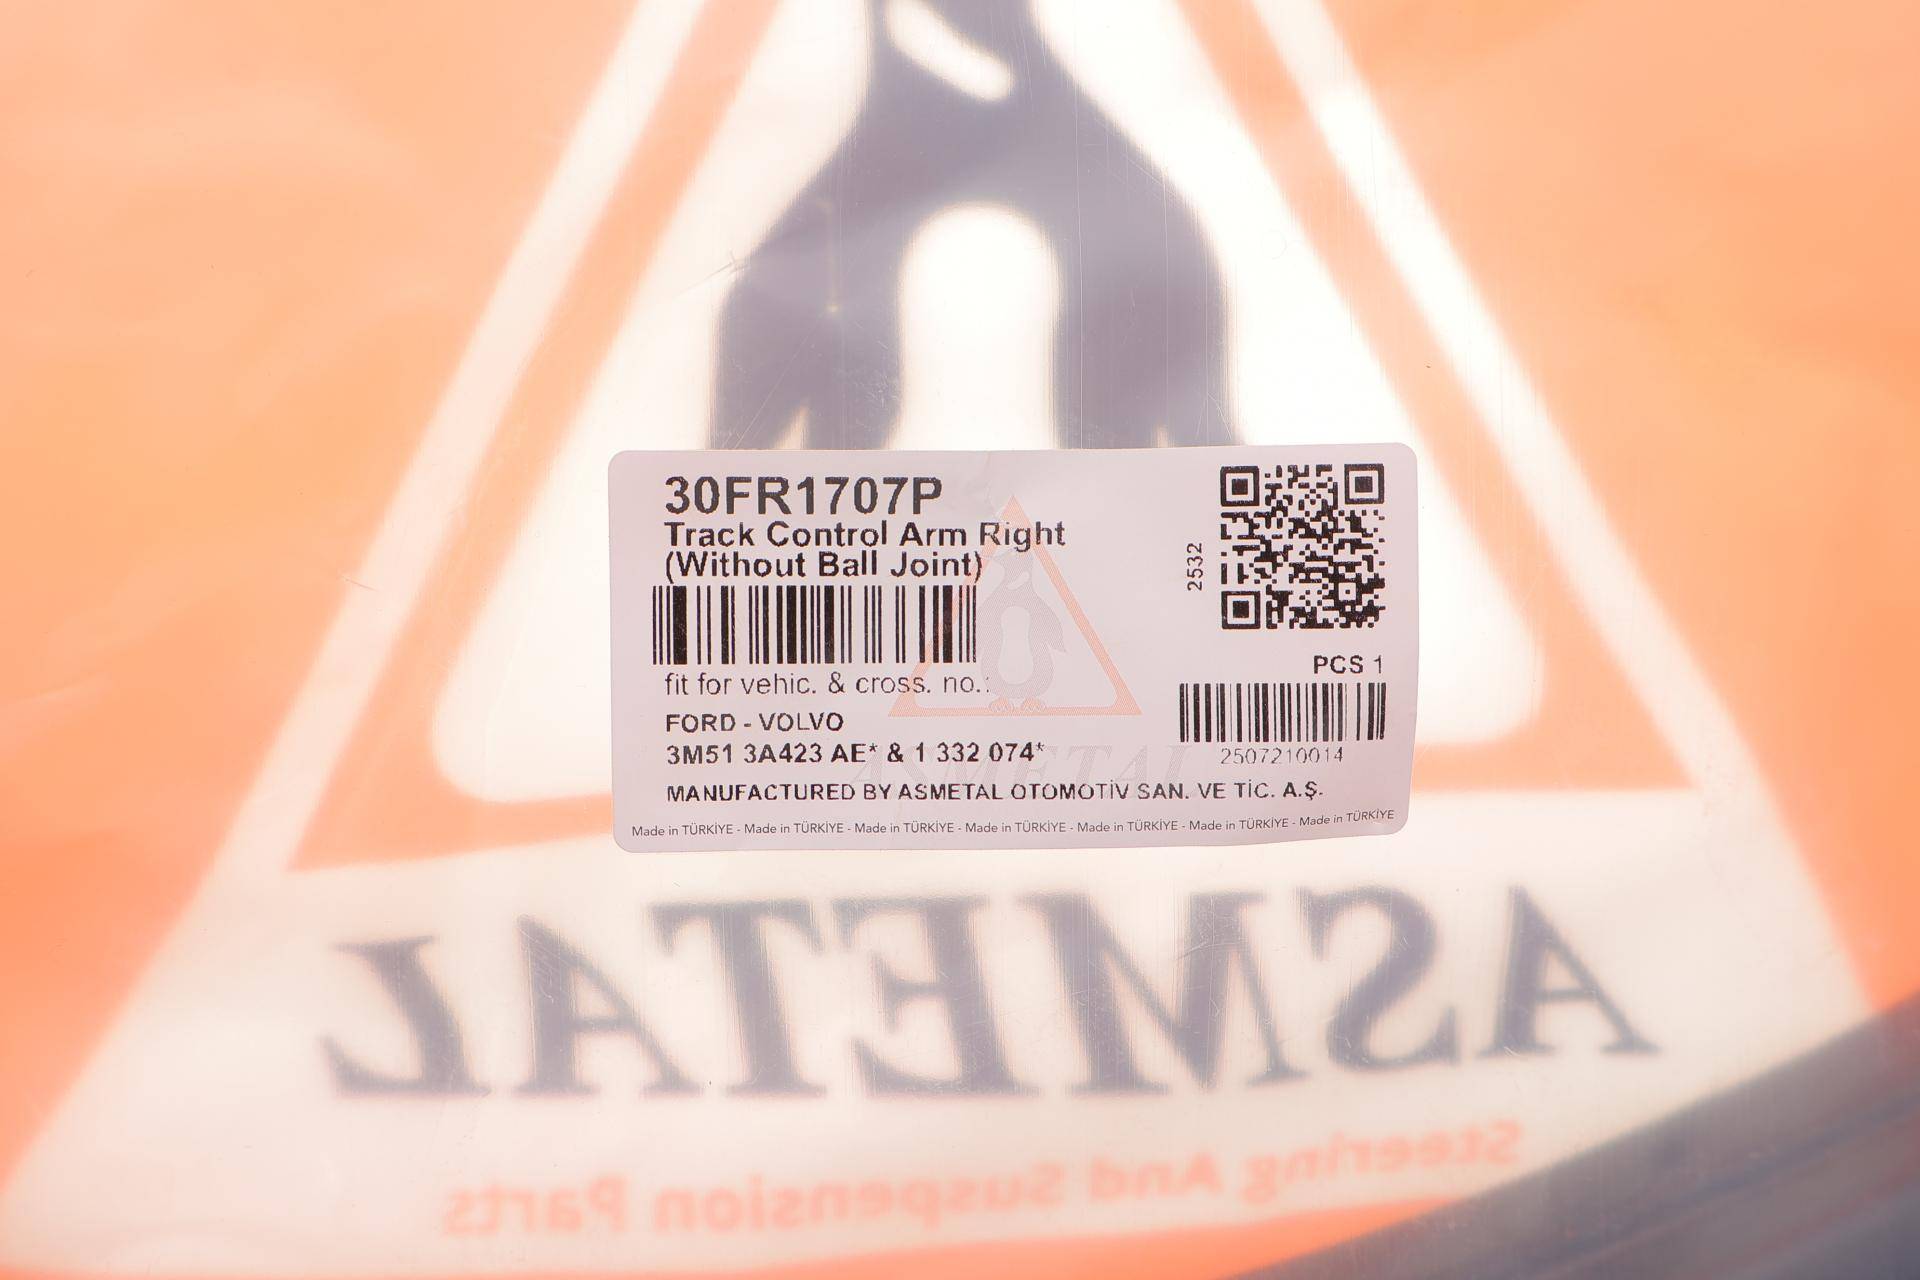 30FR1707P
Track Control Arm Right
(Without Ball Joint)
2532
fit for vehic. & cross. no.:
PCS 1
FORD - VOLVO
3M51 3A423 AE* & 1 332 074*
2507210014
ASMETAL
MANUFACTURED BY ASMETAL OTOMOTİV SAN. VE TİC. A.Ş.
Made in TÜRKİYE - Made in TÜRKİYE - Made in TÜRKİYE - Made in TÜRKİYE - Made in TÜRKİYE - Made in TÜRKİYE - Made in TÜRKİYE
ASMETAL
Steering And Suspension Parts